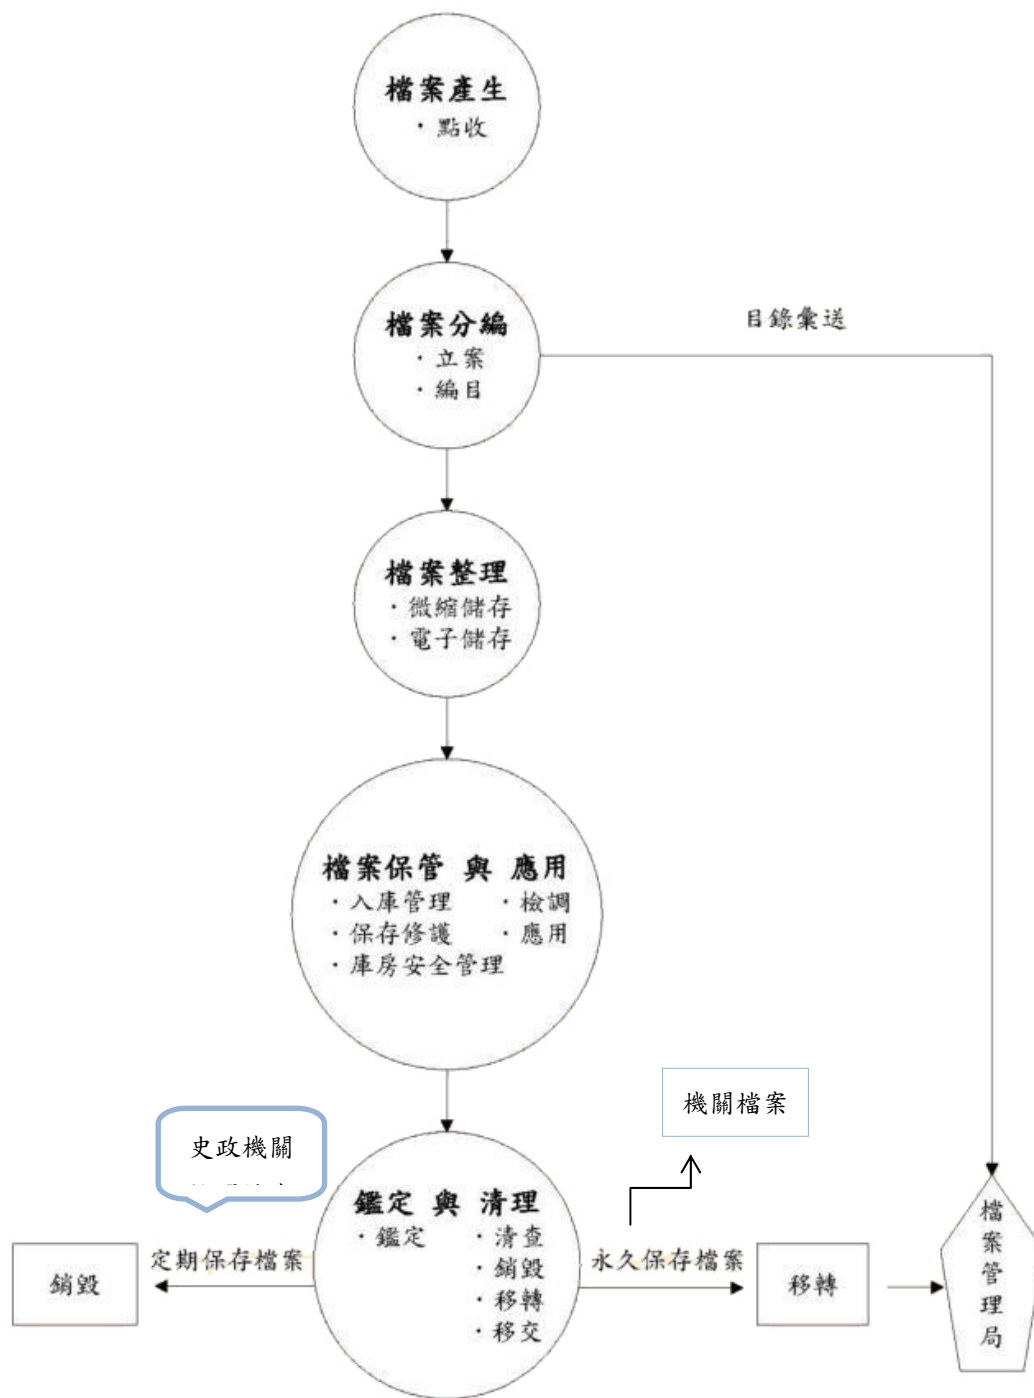 檔案產生
・點收
檔案分編
・立案
・編目
目錄彙送
檔案整理
・微縮儲存
・電子儲存
檔案保管 與 應用
・入庫管理 ・檢調
・保存修護 ・應用
・庫房安全管理
機關檔案
史政機關
鑑定 與 清理
・鑑定 ・清查
・銷毀
・移轉
・移交
定期保存檔案
永久保存檔案
銷毀
移轉
檔案管理局